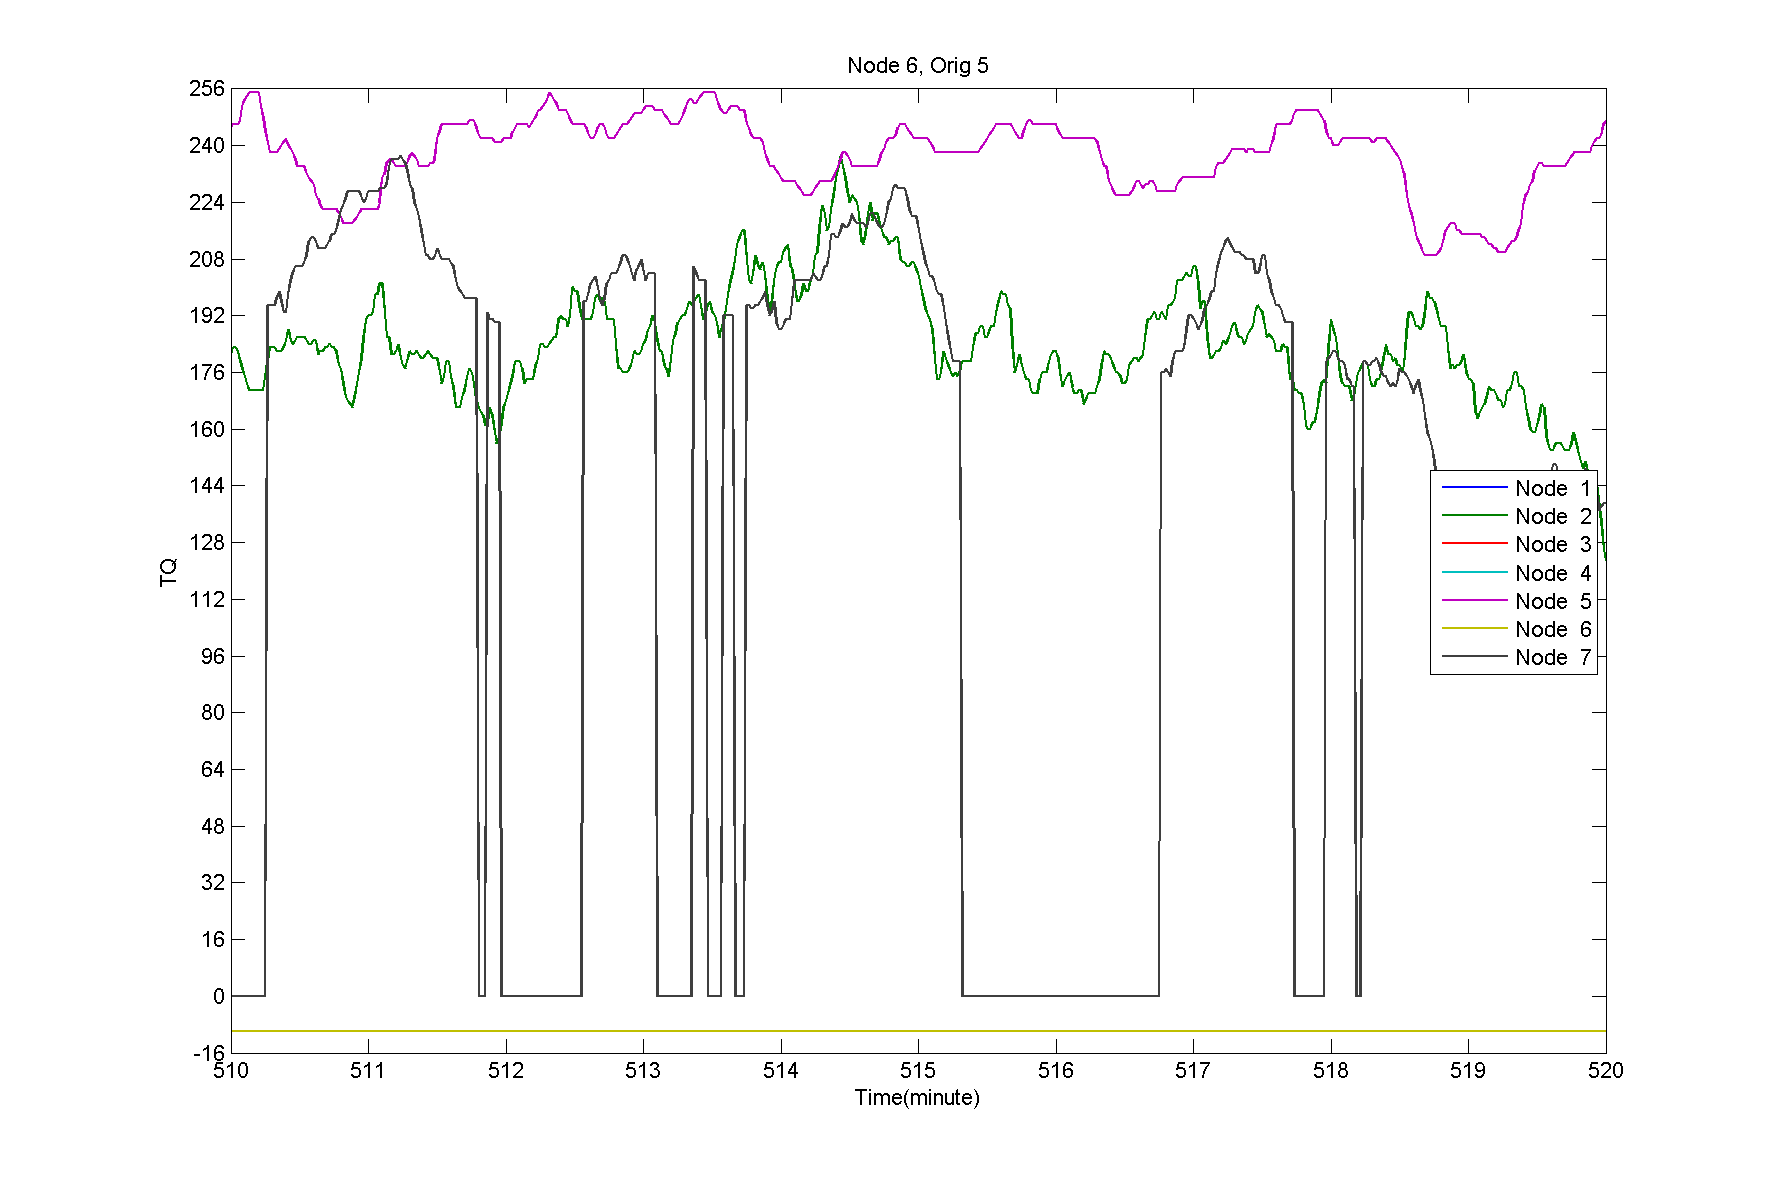 Node 6, Orig 5
256
240
224
208
192
176
160
144
128
112
96
80
64
48
32
16
0
-16
TQ
Node 1
Node 2
Node 3
Node 4
Node 5
Node 6
Node 7
510 511 512 513 514 515 516 517 518 519 520
Time(minute)